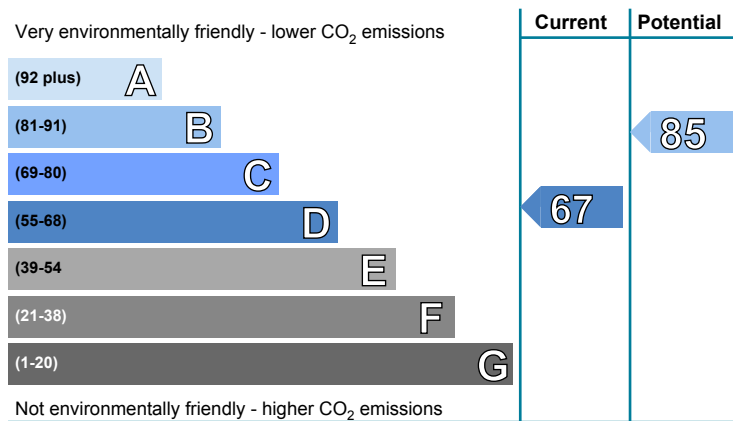 Current Potential
Very environmentally friendly - lower CO2 emissions
(92 plus) A
(81-91) B
85
(69-80) C
(55-68) D
67
(39-54 E
(21-38) F
(1-20) G
Not environmentally friendly - higher CO2 emissions